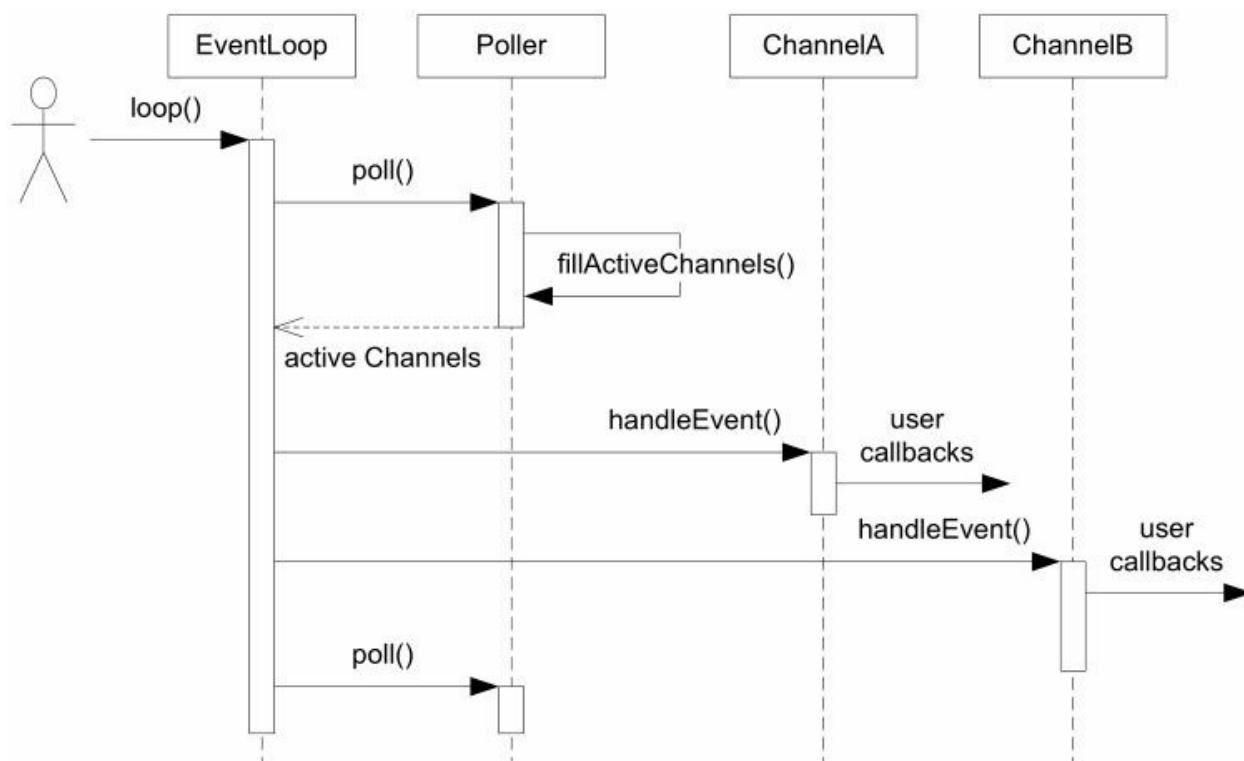 EventLoop
Poller
ChannelA
ChannelB
loop()
poll()
fillActiveChannels()
active Channels
handleEvent()
user
callbacks
handleEvent()
user
callbacks
poll()